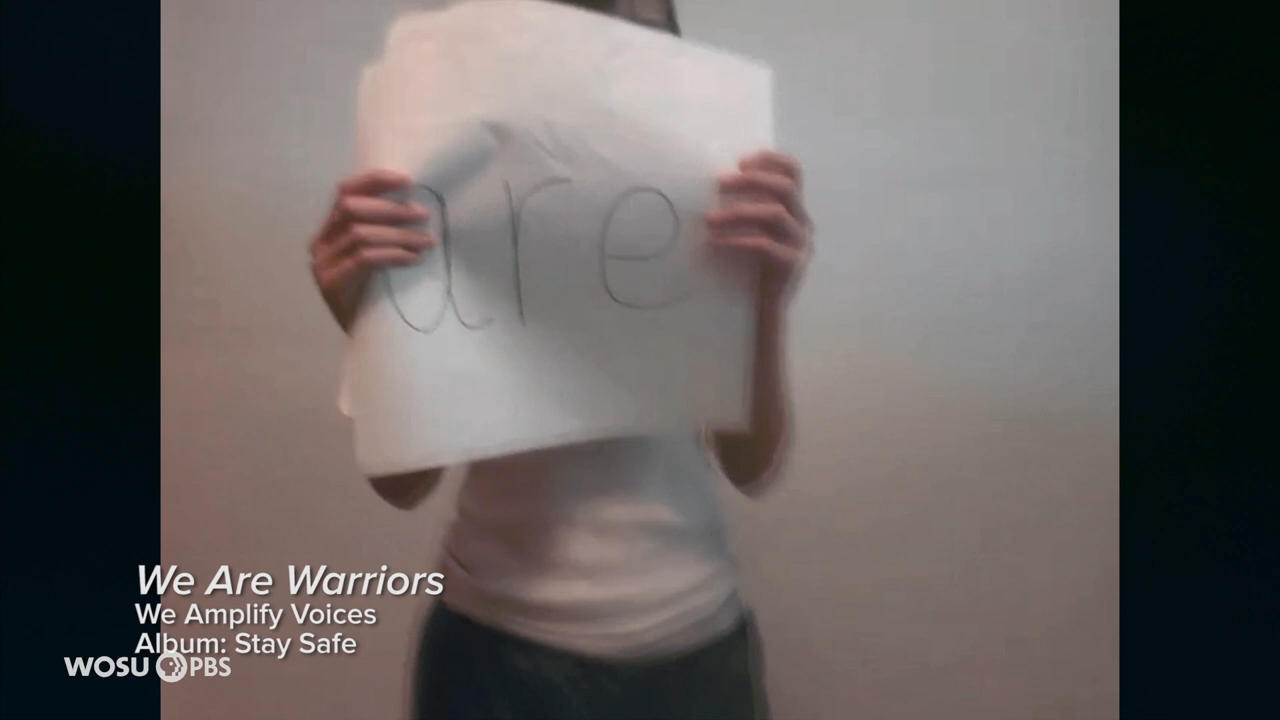 are
We Are Warriors
We Amplify Voices
Album: Stay Safe
WOSU PBS